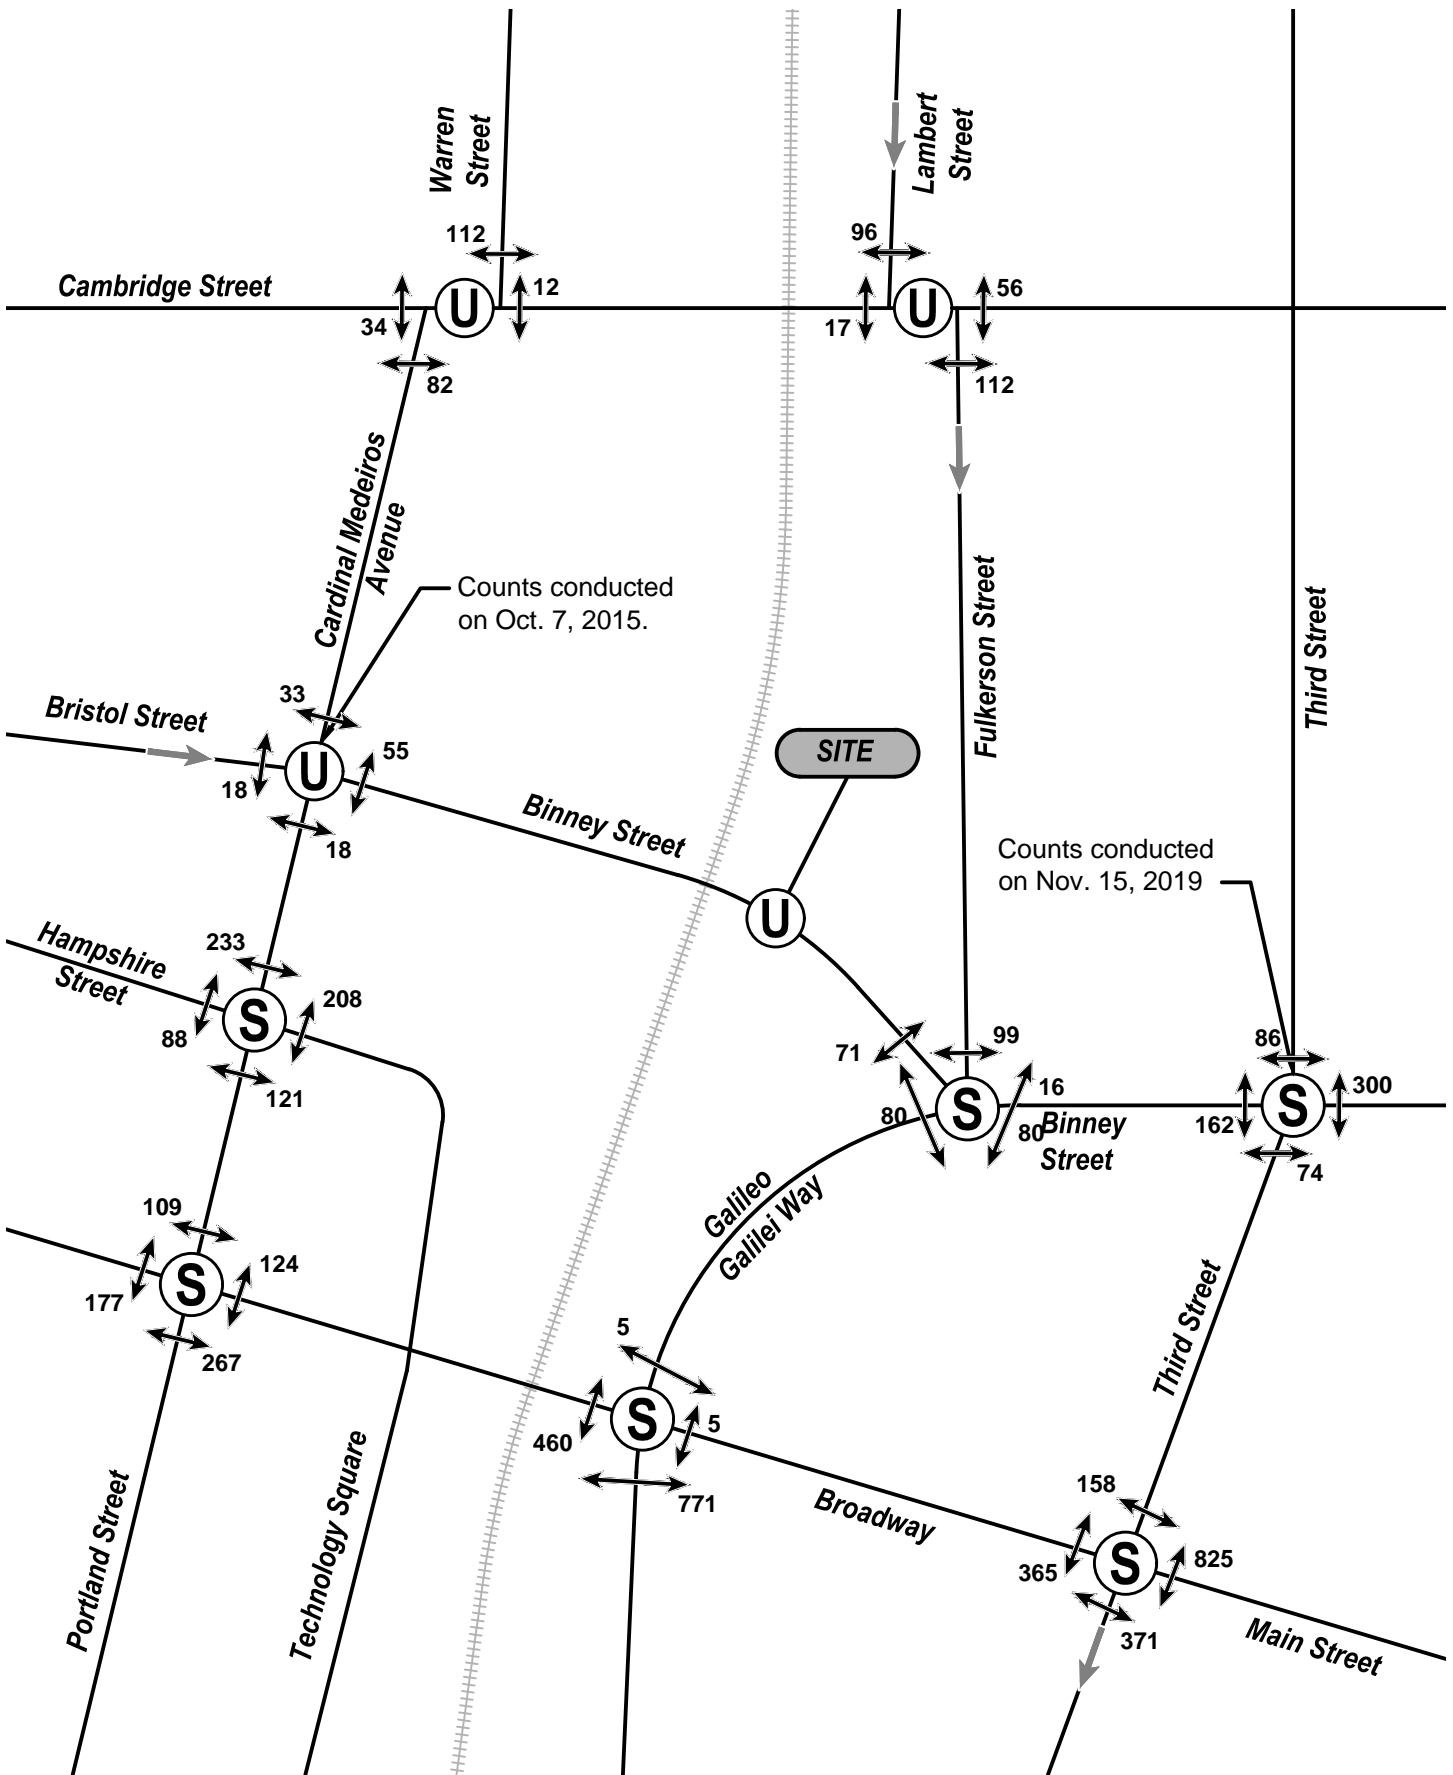 Warren
Street
Lambert
Street
112
96
Cambridge Street
12
56
34
U
17
U
82
112
Cardinal Medeiros
Avenue
Counts conducted
on Oct. 7, 2015.
Fulkerson Street
Third Street
33
Bristol Street
55
18
U
SITE
18
Binney Street
Counts conducted
on Nov. 15, 2019
U
Hampshire
Street
233
208
88
S
121
71
99
86
16
300
80
S
80
Binney
Street
162
S
74
Galileo
Galilei Way
109
124
177
S
267
Third Street
5
5
460
S
771
Broadway
158
825
365
S
371
Main Street
Portland Street
Technology Square